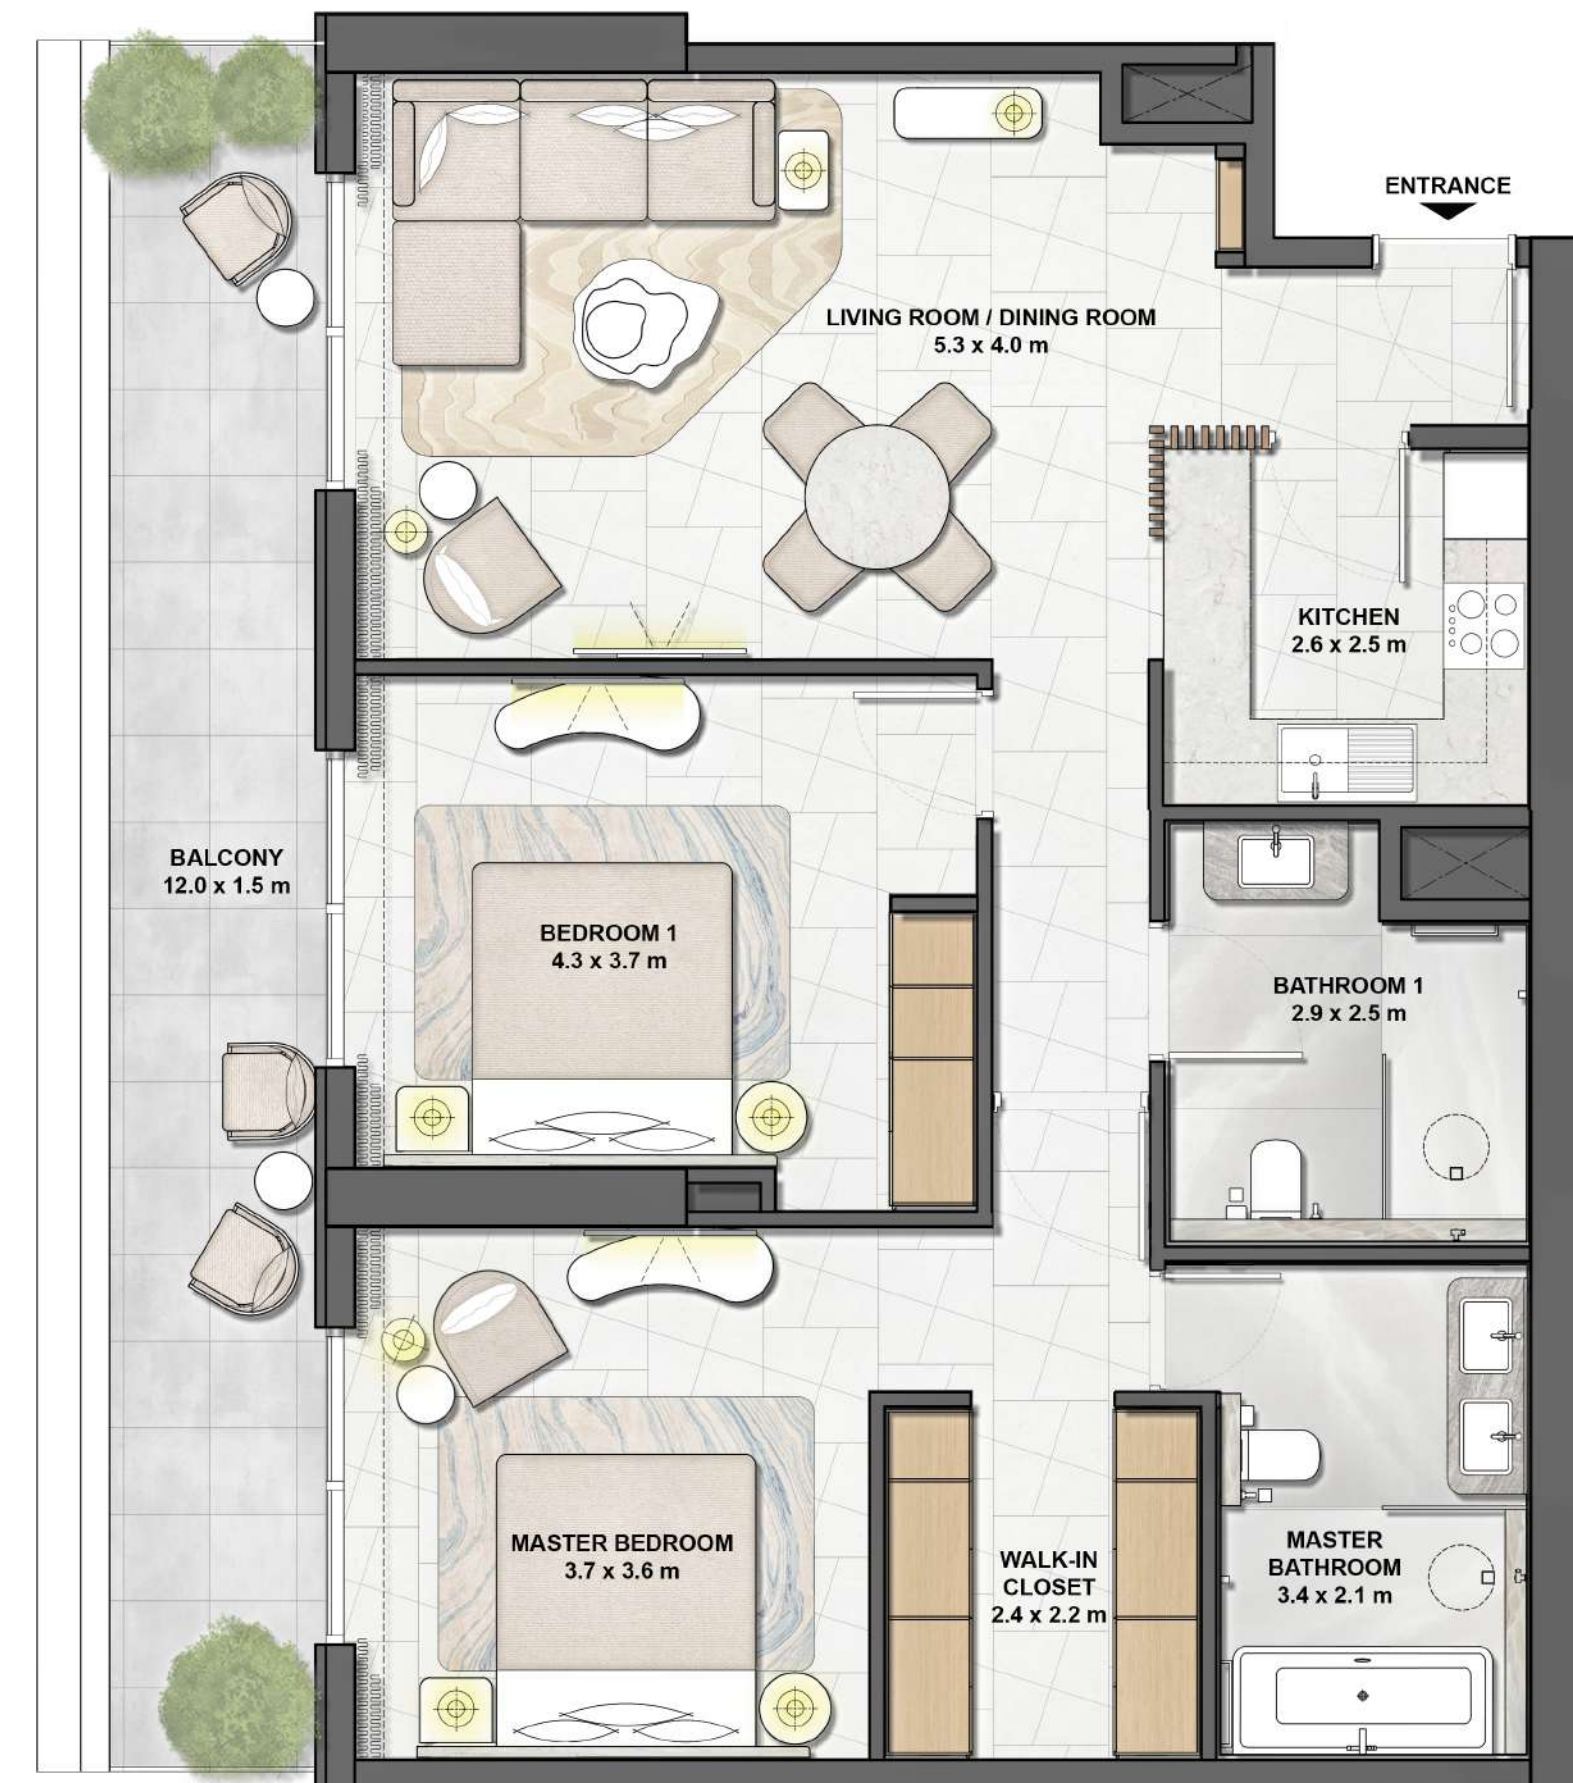 ENTRANCE
LIVING ROOM / DINING ROOM
5.3 x 4.0 m
KITCHEN
2.6 x 2.5 m
BALCONY
12.0 x 1.5 m
BEDROOM 1
4.3 x 3.7 m
BATHROOM 1
2.9 x 2.5 m
MASTER BEDROOM
3.7 x 3.6 m
WALK-IN
CLOSET
2.4 x 2.2 m
MASTER
BATHROOM
3.4 x 2.1 m